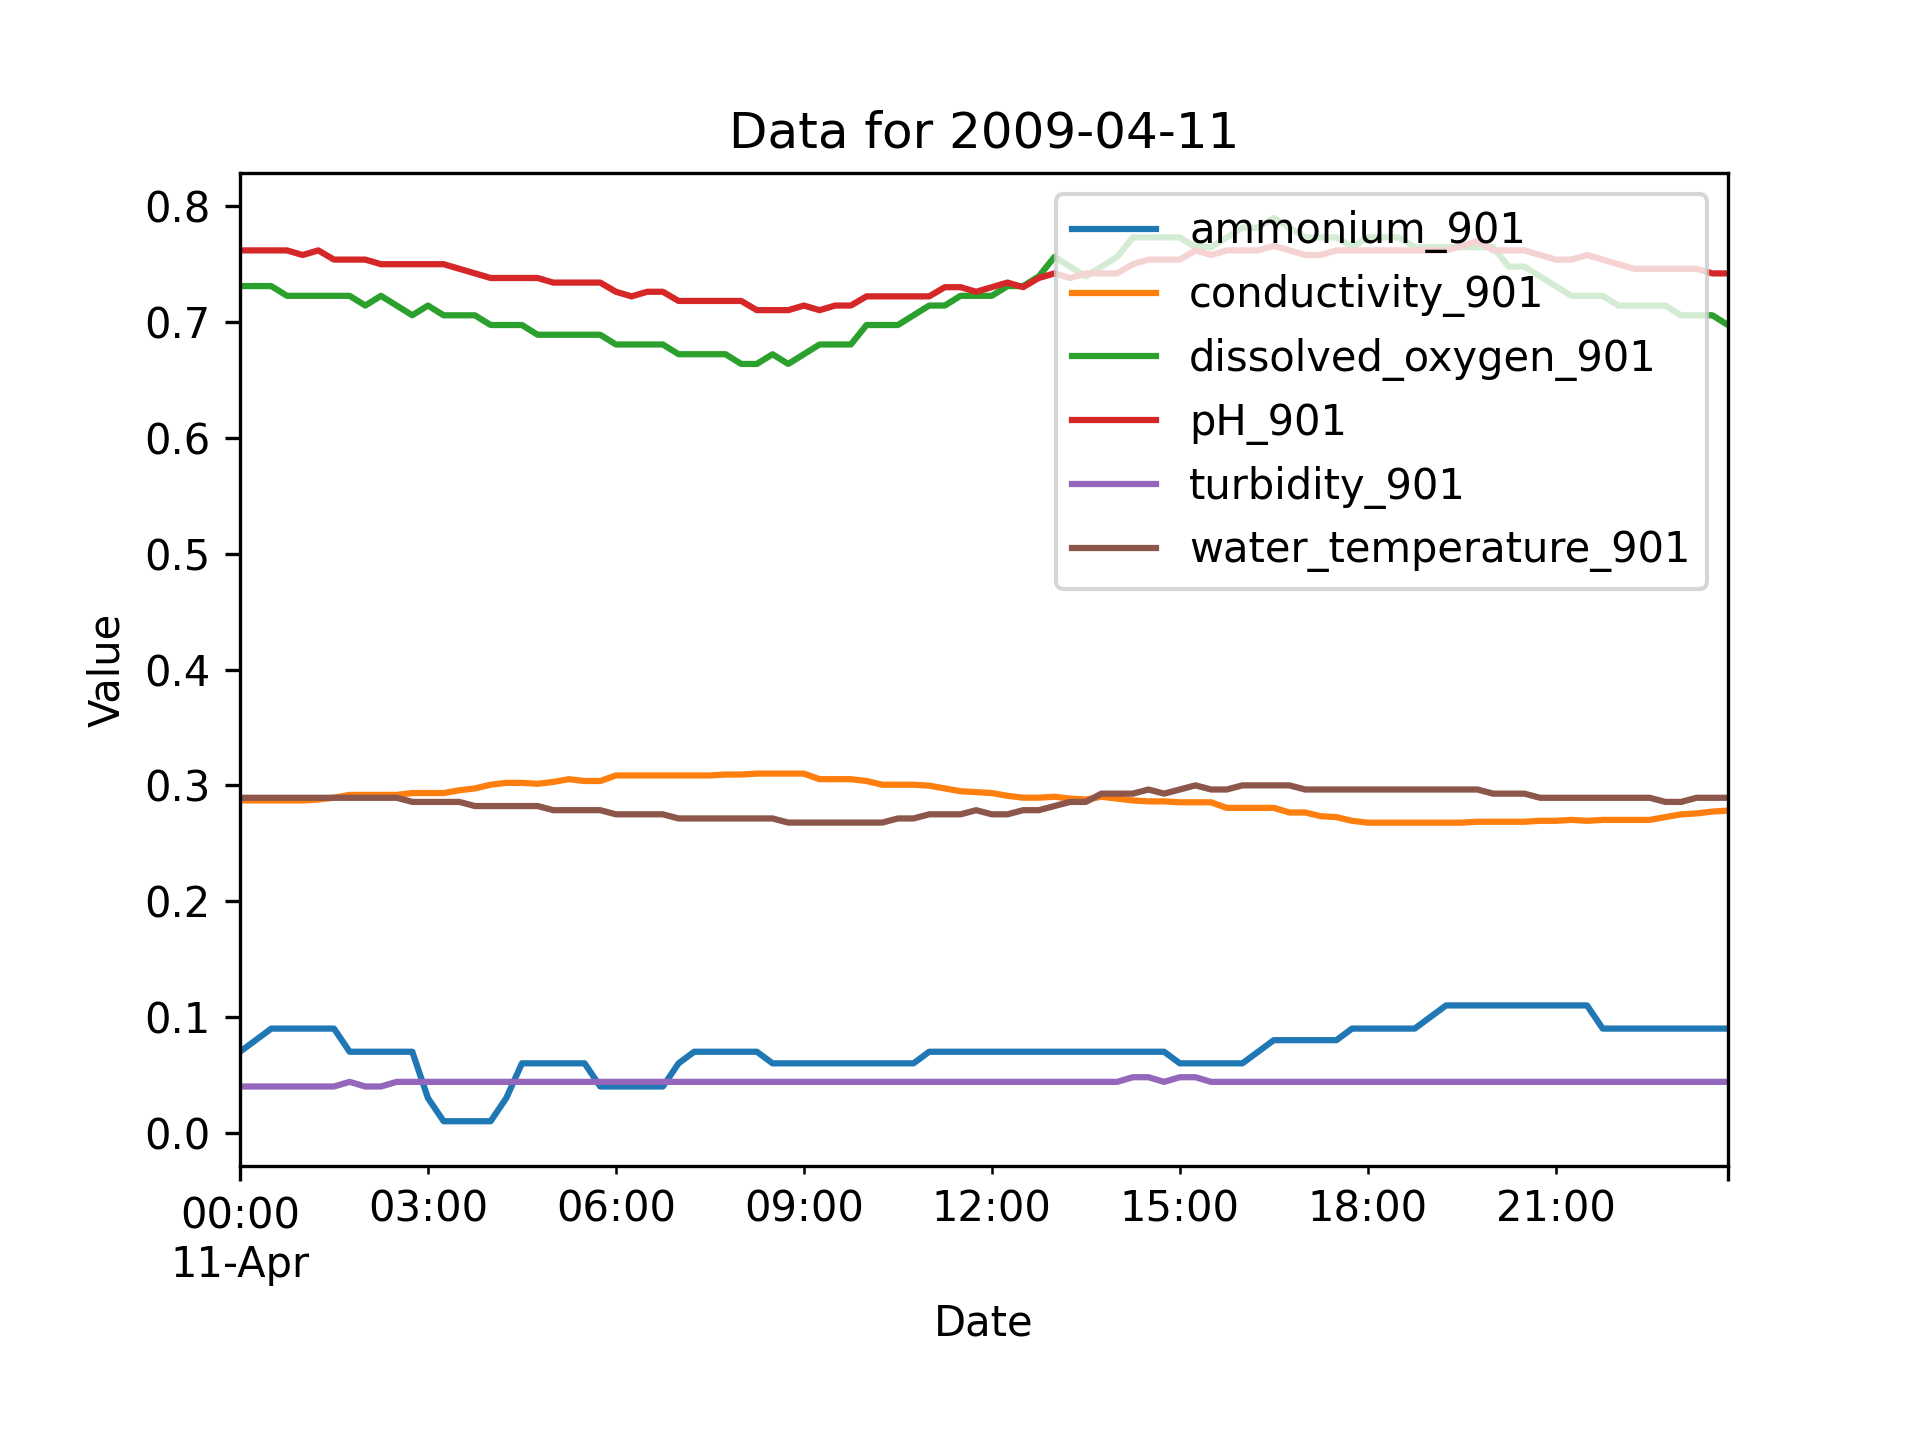 Data for 2009-04-11
0.8
0.7
0.6
0.5
0.4
0.3
0.2
0.1
0.0
Value
ammonium_901
conductivity_901
dissolved_oxygen_901
pH_901
turbidity_901
water_temperature_901
00:00 03:00 06:00 09:00 12:00 15:00 18:00 21:00
11-Apr
Date